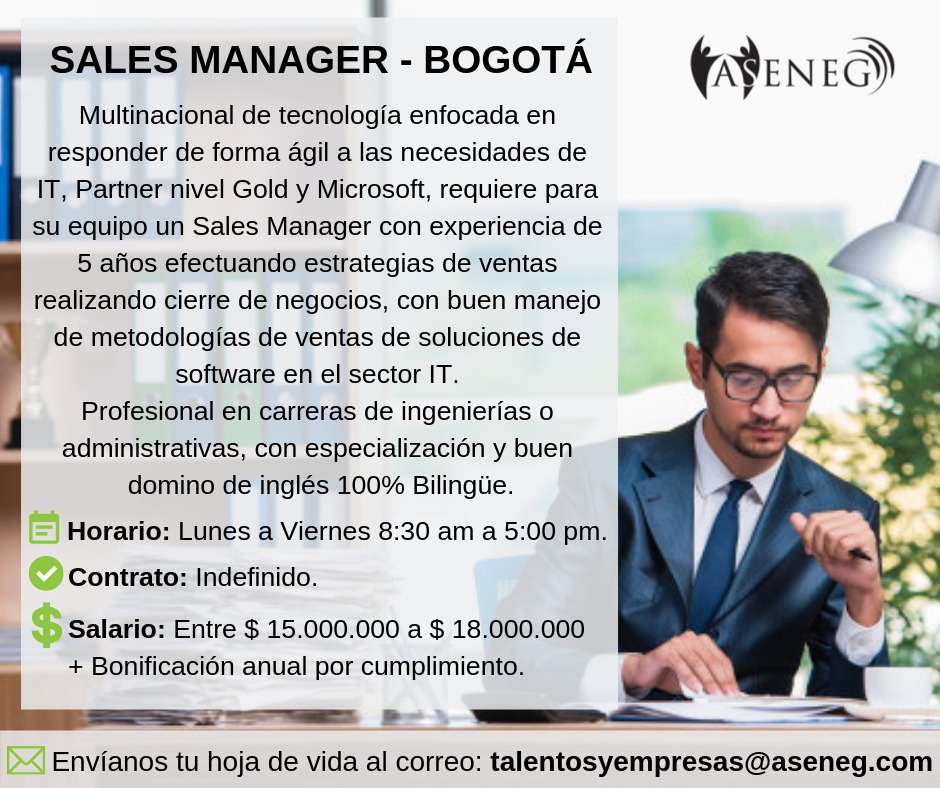 SALES MANAGER - BOGOTÁ
ASENEG
Multinacional de tecnología enfocada en
responder de forma ágil a las necesidades de
IT, Partner nivel Gold y Microsoft, requiere para
su equipo un Sales Manager con experiencia de
5 años efectuando estrategias de ventas
realizando cierre de negocios, con buen manejo
de metodologías de ventas de soluciones de
software en el sector IT.
Profesional en carreras de ingenierías o
administrativas, con especialización y buen
domino de inglés 100% Bilingüe.
Horario: Lunes a Viernes 8:30 am a 5:00 pm.
Contrato: Indefinido.
$ Salario: Entre $ 15.000.000 a $ 18.000.000
+ Bonificación anual por cumplimiento.
Envíanos tu hoja de vida al correo: talentosyempresas@aseneg.com